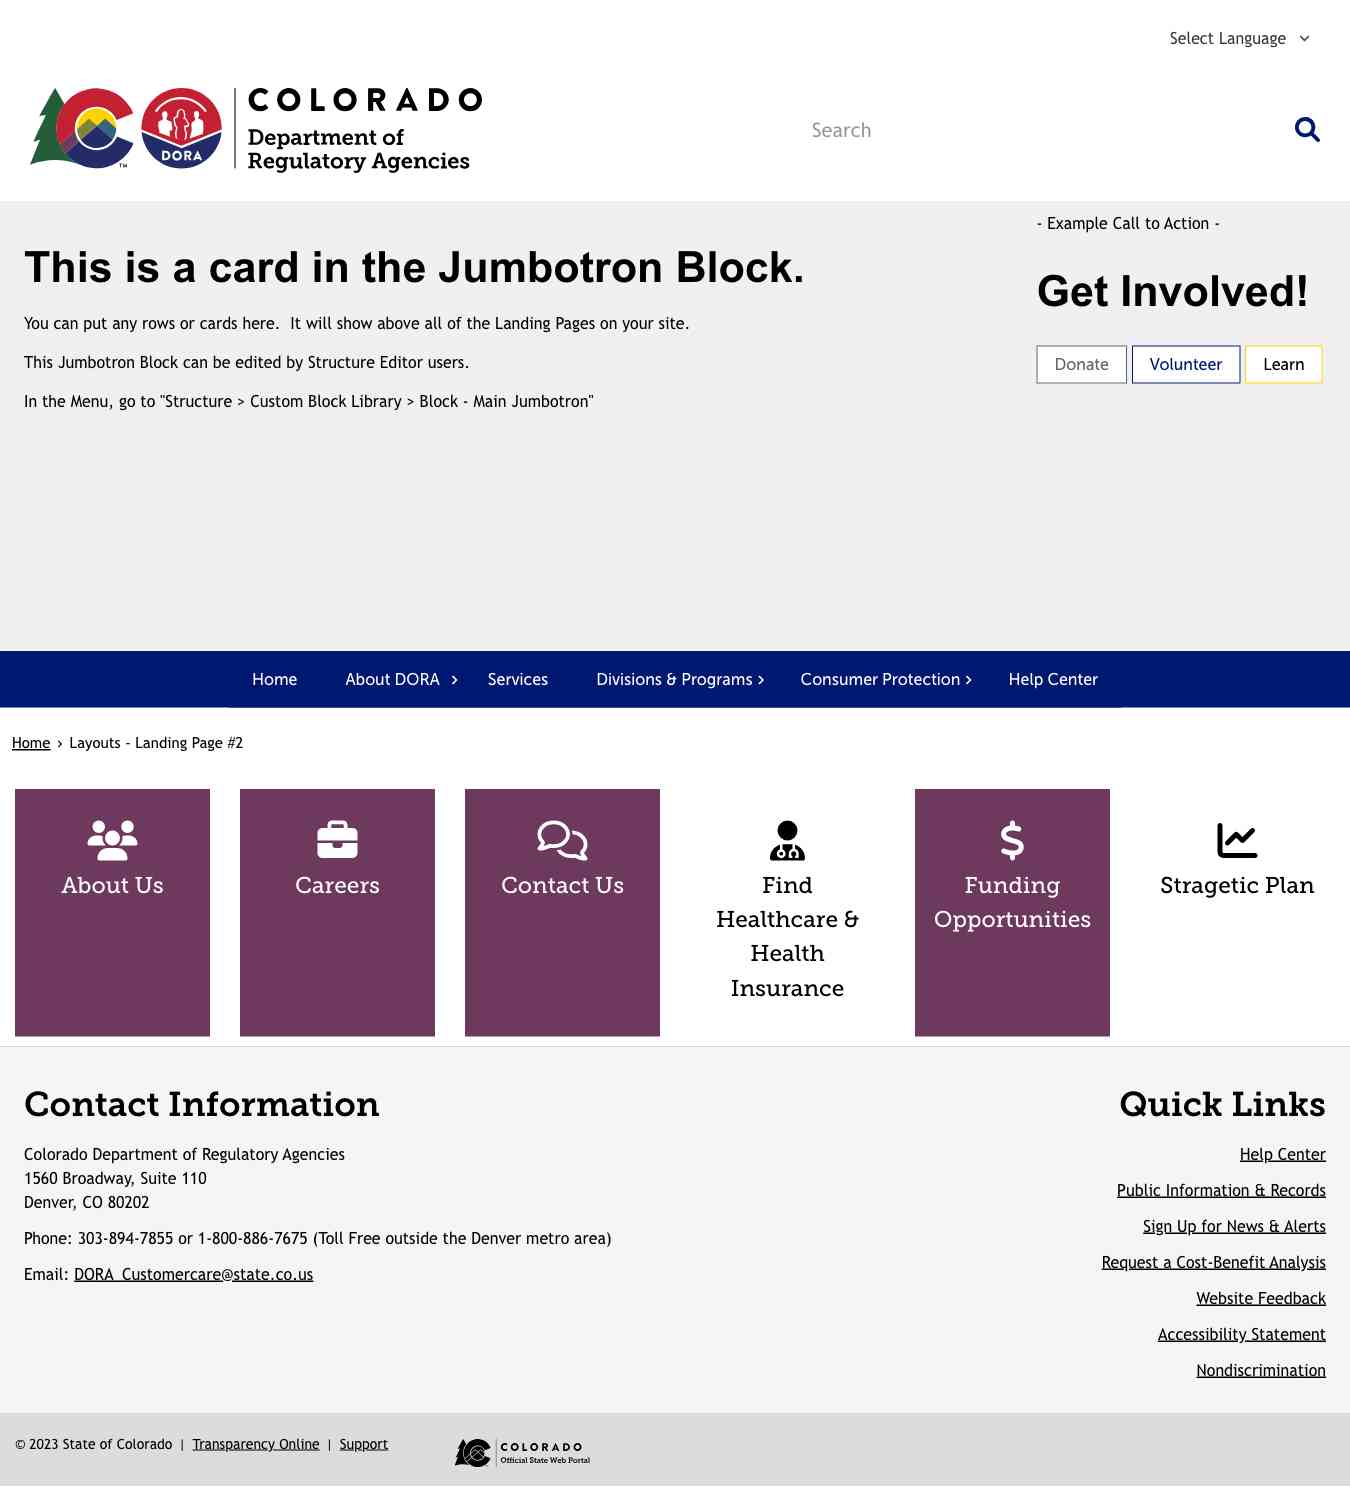 Select Language
COLORADO
Department of
Regulatory Agencies
DORA
TM
Search
- Example Call to Action -
This is a card in the Jumbotron Block.
Get Involved!
You can put any rows or cards here.  It will show above all of the Landing Pages on your site.
Donate Volunteer Learn
This Jumbotron Block can be edited by Structure Editor users.
In the Menu, go to "Structure > Custom Block Library > Block - Main Jumbotron"
Home About DORA Services Divisions & Programs Consumer Protection Help Center
Home › Layouts - Landing Page #2
About Us
Careers
Contact Us
Find
Healthcare &
Health
Insurance
Funding
Opportunities
Stragetic Plan
Contact Information
Colorado Department of Regulatory Agencies
1560 Broadway, Suite 110
Denver, CO 80202
Phone: 303-894-7855 or 1-800-886-7675 (Toll Free outside the Denver metro area)
Email: DORA_Customercare@state.co.us
Quick Links
Help Center
Public Information & Records
Sign Up for News & Alerts
Request a Cost-Benefit Analysis
Website Feedback
Accessibility Statement
Nondiscrimination
© 2023 State of Colorado | Transparency Online | Support
COLORADO
Official State Web Portal